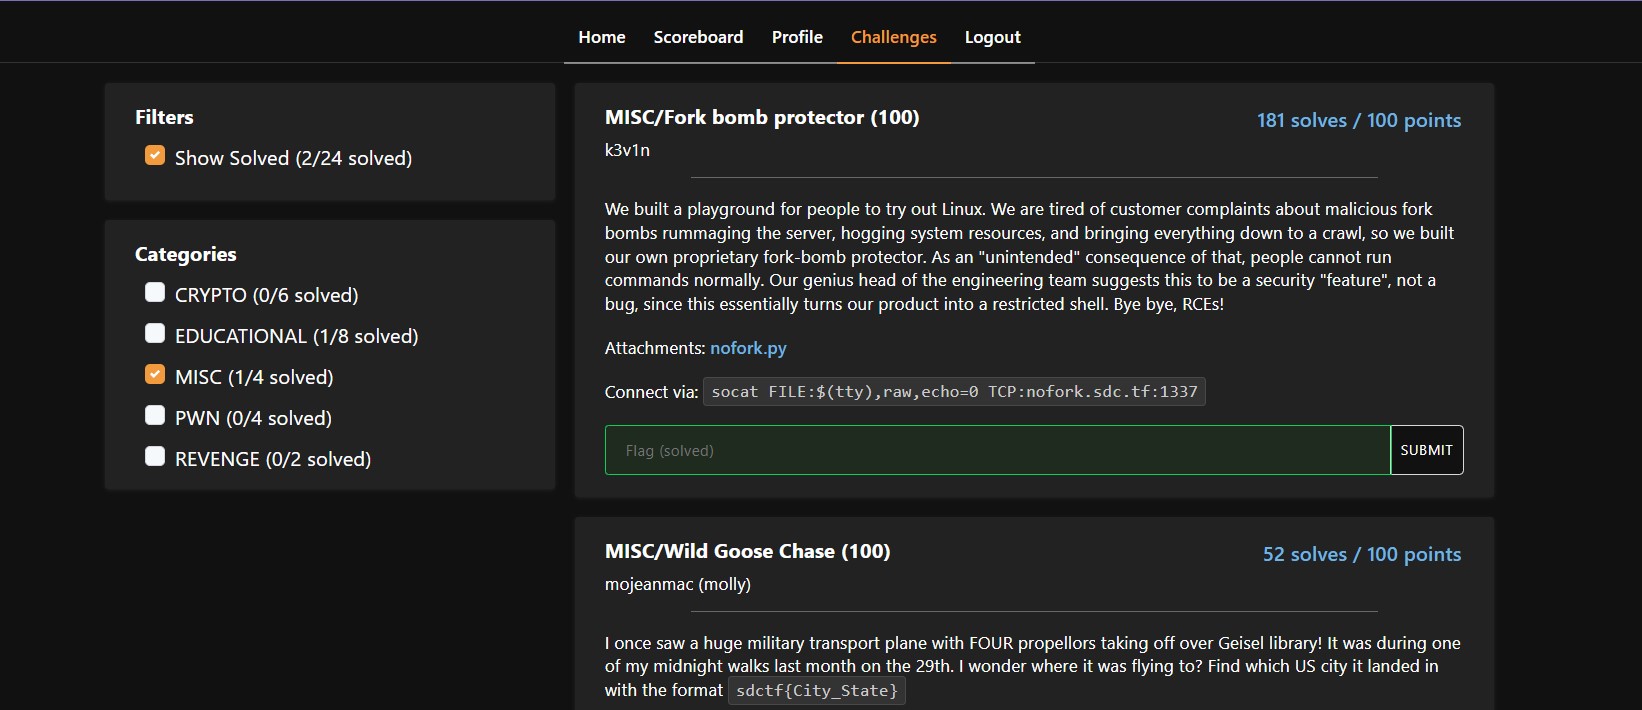 Home Scoreboard Profile Challenges Logout
Filters
Show Solved (2/24 solved)
Categories
CRYPTO (0/6 solved)
EDUCATIONAL (1/8 solved)
MISC (1/4 solved)
PWN (0/4 solved)
REVENGE (0/2 solved)
MISC/Fork bomb protector (100)
181 solves / 100 points
k3v1n
We built a playground for people to try out Linux. We are tired of customer complaints about malicious fork
bombs rummaging the server, hogging system resources, and bringing everything down to a crawl, so we built
our own proprietary fork-bomb protector. As an "unintended" consequence of that, people cannot run
commands normally. Our genius head of the engineering team suggests this to be a security "feature", not a
bug, since this essentially turns our product into a restricted shell. Bye bye, RCEs!
Attachments: nofork.py
Connect via: socat FILE:$(tty),raw,echo=0 TCP:nofork.sdc.tf:1337
Flag (solved)
SUBMIT
MISC/Wild Goose Chase (100)
52 solves / 100 points
mojeanmac (molly)
I once saw a huge military transport plane with FOUR propellors taking off over Geisel library! It was during one
of my midnight walks last month on the 29th. I wonder where it was flying to? Find which US city it landed in
with the format sdctf{City_State}